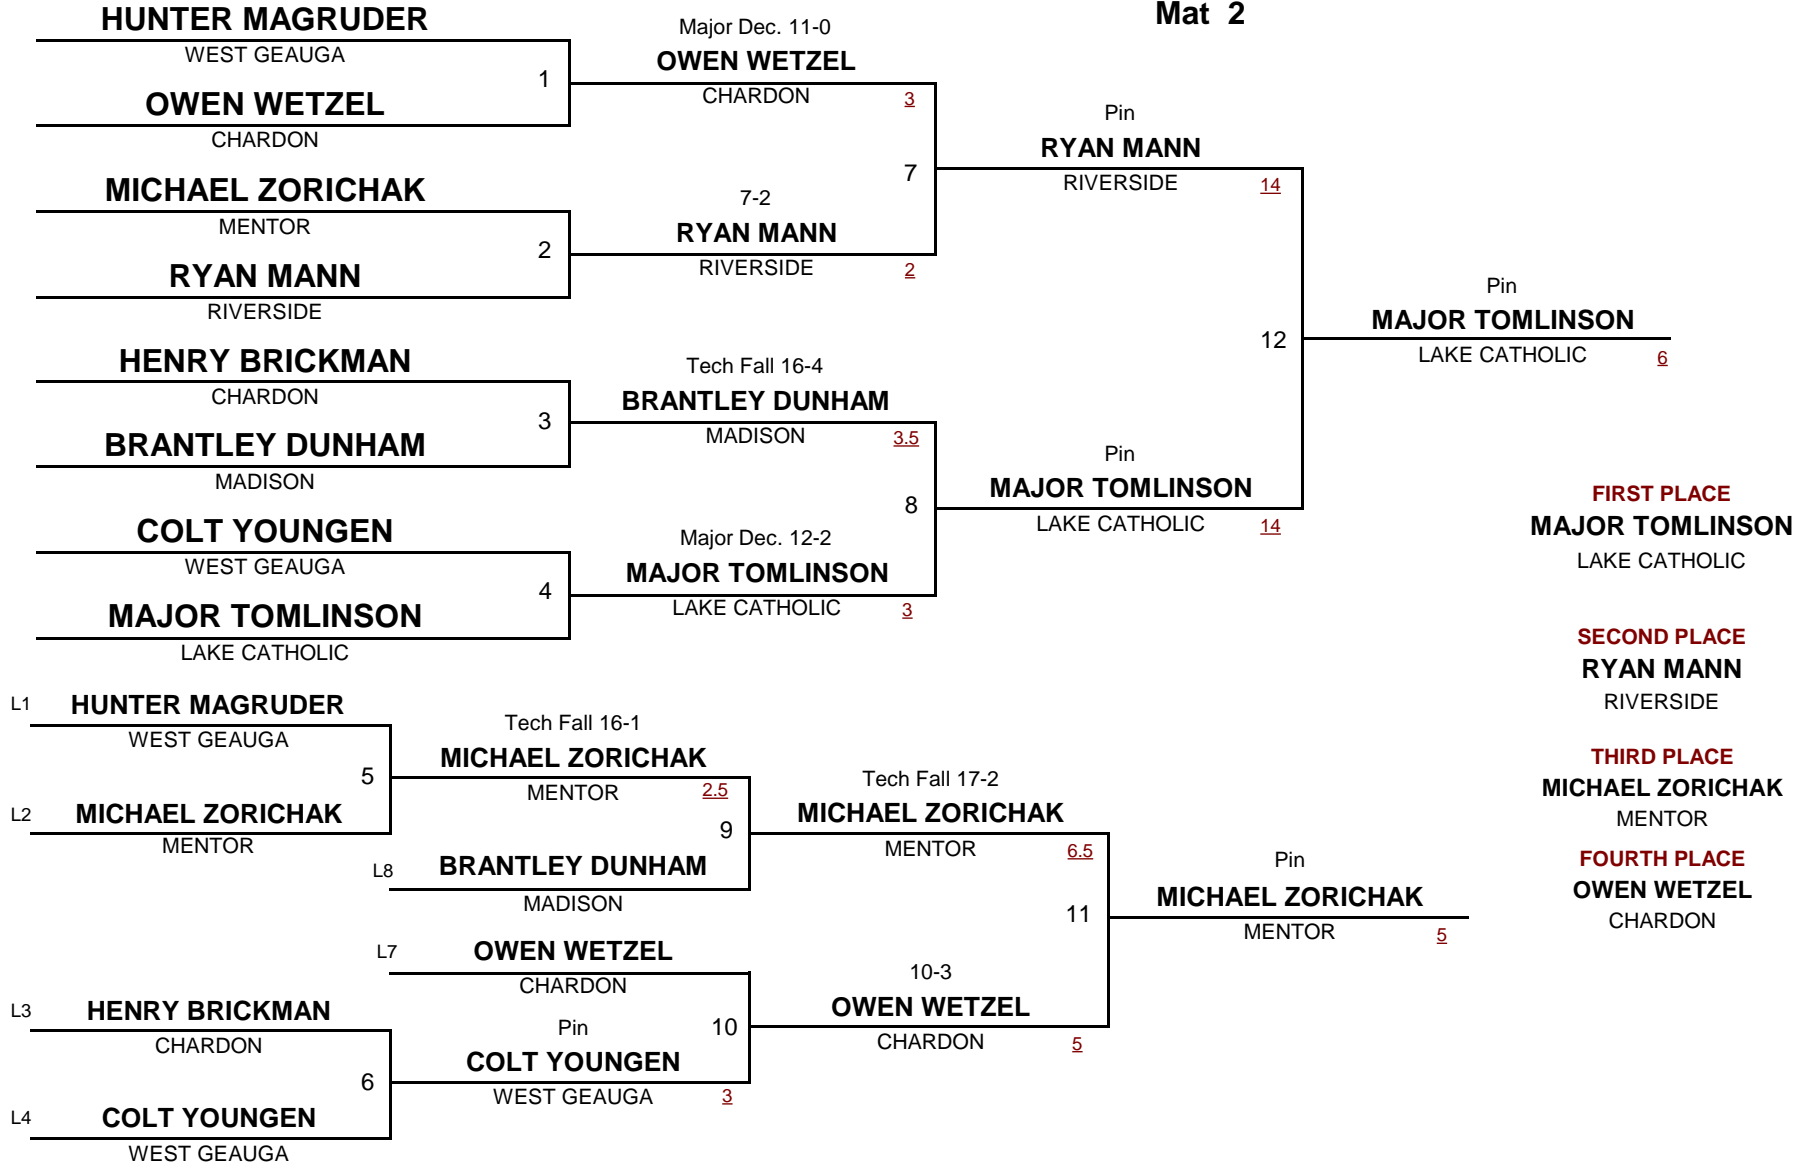 Mat 2
HUNTER MAGRUDER
WEST GEAUGA
1
OWEN WETZEL
CHARDON
Major Dec. 11-0
OWEN WETZEL
CHARDON
3
MICHAEL ZORICHAK
MENTOR
2
RYAN MANN
RIVERSIDE
7-2
RYAN MANN
RIVERSIDE
2
7
Pin
RYAN MANN
RIVERSIDE
14
HENRY BRICKMAN
CHARDON
3
BRANTLEY DUNHAM
MADISON
Tech Fall 16-4
BRANTLEY DUNHAM
MADISON
3.5
COLT YOUNGEN
WEST GEAUGA
4
MAJOR TOMLINSON
LAKE CATHOLIC
Major Dec. 12-2
MAJOR TOMLINSON
LAKE CATHOLIC
3
8
Pin
MAJOR TOMLINSON
LAKE CATHOLIC
14
12
Pin
MAJOR TOMLINSON
LAKE CATHOLIC
6
FIRST PLACE
MAJOR TOMLINSON
LAKE CATHOLIC
SECOND PLACE
RYAN MANN
RIVERSIDE
THIRD PLACE
MICHAEL ZORICHAK
MENTOR
FOURTH PLACE
OWEN WETZEL
CHARDON
L1
HUNTER MAGRUDER
WEST GEAUGA
5
L2
MICHAEL ZORICHAK
MENTOR
Tech Fall 16-1
MICHAEL ZORICHAK
MENTOR
2.5
9
L8
BRANTLEY DUNHAM
MADISON
Tech Fall 17-2
MICHAEL ZORICHAK
MENTOR
6.5
L7
OWEN WETZEL
CHARDON
10
L3
HENRY BRICKMAN
CHARDON
6
L4
COLT YOUNGEN
WEST GEAUGA
Pin
COLT YOUNGEN
WEST GEAUGA
3
10-3
OWEN WETZEL
CHARDON
5
11
Pin
MICHAEL ZORICHAK
MENTOR
5